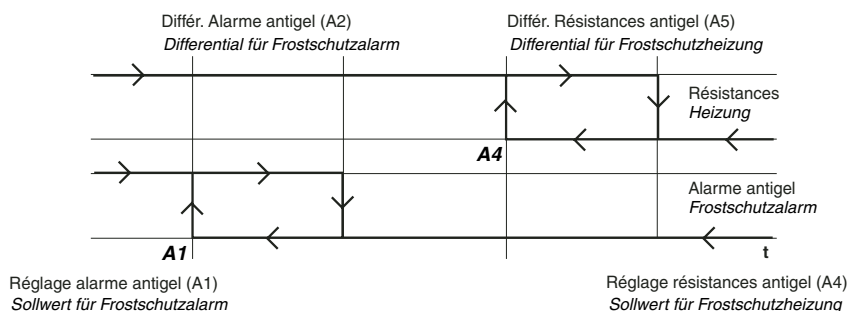 Différ. Alarme antigel (A2)
Differential für Frostschutzalarm
Différ. Résistances antigel (A5)
Differential für Frostschutzheizung
Résistances
Heizung
A4
Alarme antigel
Frostschutzalarm
A1
t
Réglage alarme antigel (A1)
Sollwert für Frostschutzalarm
Réglage résistances antigel (A4)
Sollwert für Frostschutzheizung